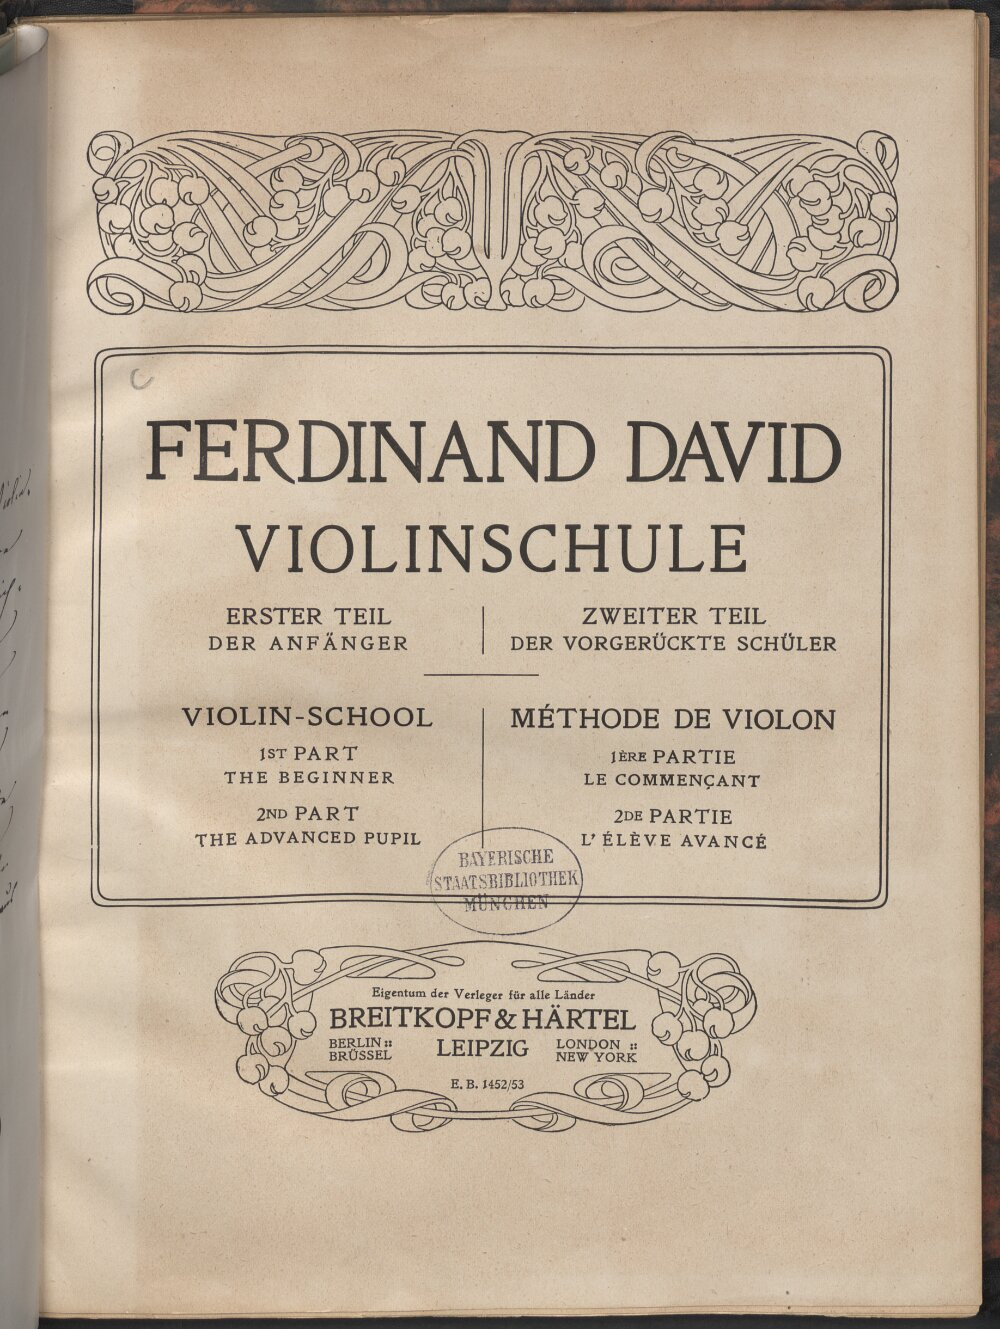 FERDINAND DAVID
VIOLINSCHULE
ERSTER TEIL
DER ANFÄNGER
ZWEITER TEIL
DER VORGERÜCKTE SCHÜLER
VIOLIN-SCHOOL
1ST PART
THE BEGINNER
2ND PART
THE ADVANCED PUPIL
MÉTHODE DE VIOLON
1ÈRE PARTIE
LE COMMENÇANT
2DE PARTIE
L'ÉLÈVE AVANCÉ
BAYERISCHE
STAATSBIBLIOTHEK
MÜNCHEN
Eigentum der Verleger für alle Länder
BREITKOPF & HÄRTEL
BERLIN ::
BRÜSSEL
LEIPZIG
LONDON ::
NEW YORK
E. B. 1452/53